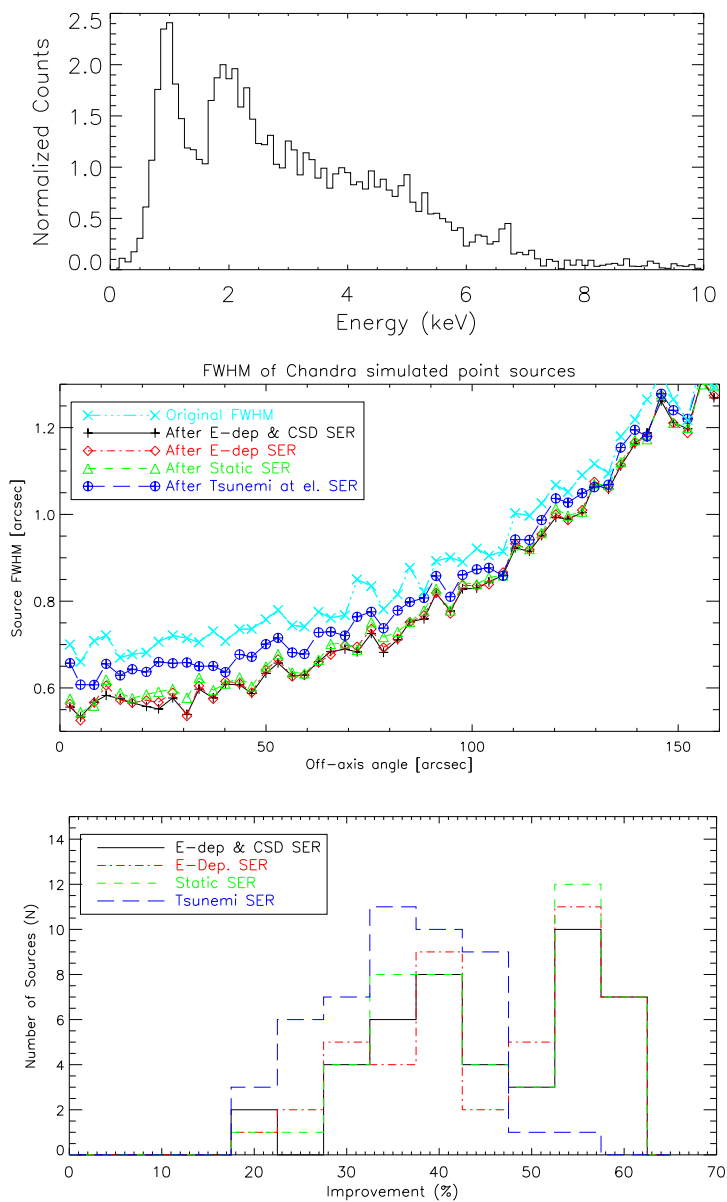 2.5
2.0
1.5
1.0
0.5
0.0
Normalized Counts
0 2 4 6 8 10
Energy (keV)
FWHM of Chandra simulated point sources
Original FWHM
After E-dep & CSD SER
After E-dep SER
After Static SER
After Tsunemi at el. SER
1.2
1.0
0.8
0.6
Source FWHM [arcsec]
0 50 100 150
Off-axis angle [arcsec]
E-dep & CSD SER
E-Dep. SER
Static SER
Tsunemi SER
14
12
10
8
6
4
2
0
Number of Sources (N)
0 10 20 30 40 50 60 70
Improvement (%)